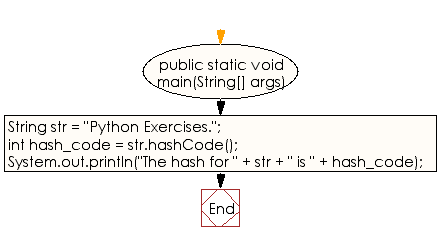 public static void
main(String[] args)
String str = "Python Exercises.";
int hash_code = str.hashCode();
System.out.println("The hash for " + str + " is " + hash_code);
End